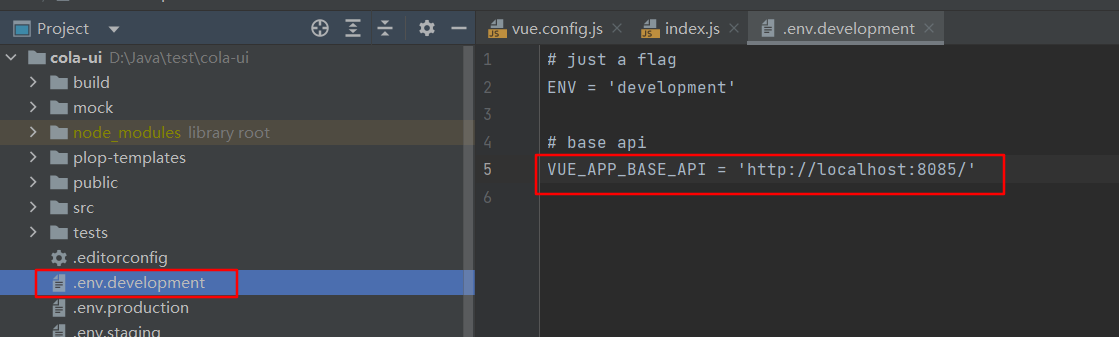 Project
cola-ui D:\Java\test\cola-ui
build
mock
node_modules library root
plop-templates
public
src
tests
.editorconfig
.env.development
.env.production
.env.staging
vue.config.js
index.js
.env.development
1 # just a flag
2 ENV = 'development'
3
4 # base api
5 VUE_APP_BASE_API = 'http://localhost:8085/'
6